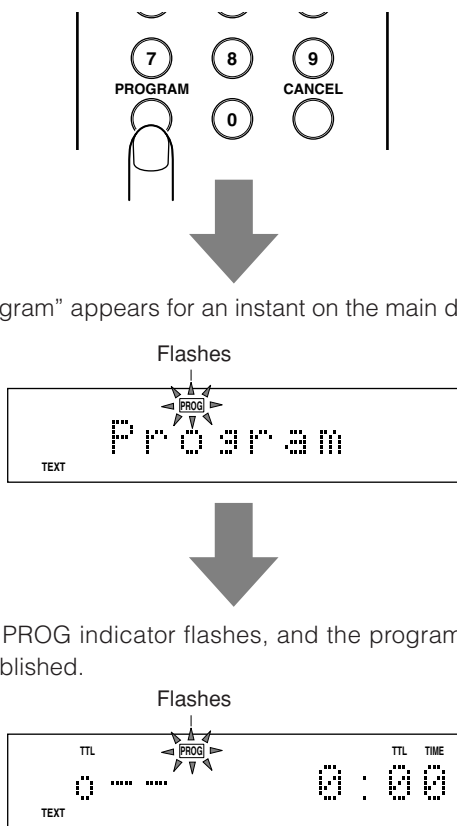 7 8 9
PROGRAM CANCEL
0
gram” appears for an instant on the main d
Flashes
PROG
Program
TEXT
PROG indicator flashes, and the program
blished.
Flashes
TTL PROG TTL TIME
o-- 0:00
TEXT